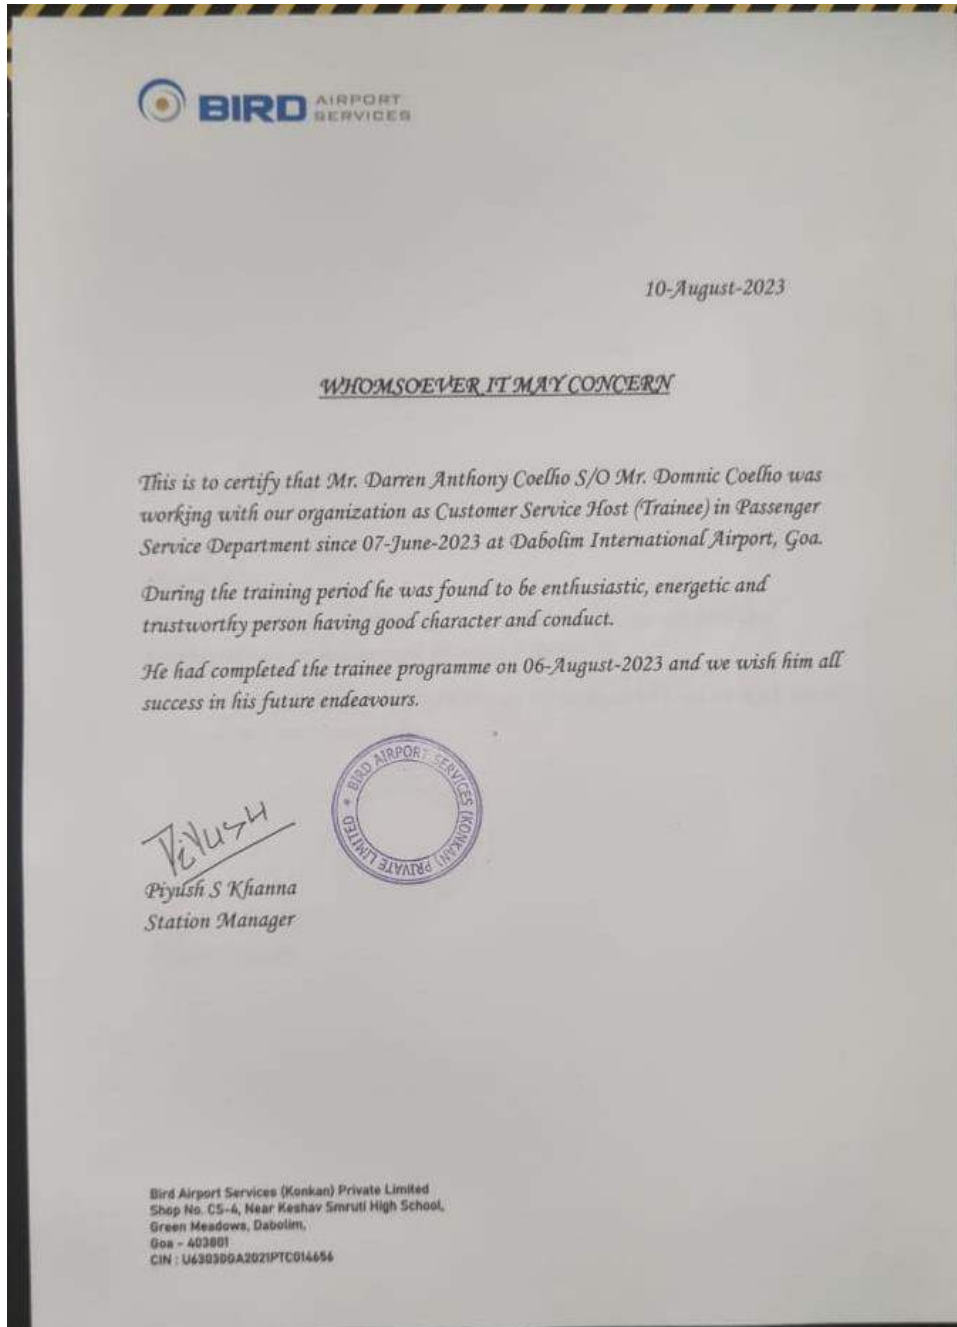 BIRD AIRPORT SERVICES
10-August-2023
WHOMSOEVER IT MAY CONCERN
This is to certify that Mr. Darren Anthony Coelho S/O Mr. Domnic Coelho was
working with our organization as Customer Service Host (Trainee) in Passenger
Service Department since 07-June-2023 at Dabolim International Airport, Goa.
During the training period he was found to be enthusiastic, energetic and
trustworthy person having good character and conduct.
He had completed the trainee programme on 06-August-2023 and we wish him all
success in his future endeavours.
BIRD AIRPORT SERVICES (KONKAN) PRIVATE LIMITED *
Piyush
Piyush S Khanna
Station Manager
Bird Airport Services (Konkan) Private Limited
Shop No. CS-4, Near Keshav Smruti High School,
Green Meadows, Dabolim,
Goa - 403801
CIN : U63030GA2021PTC014656